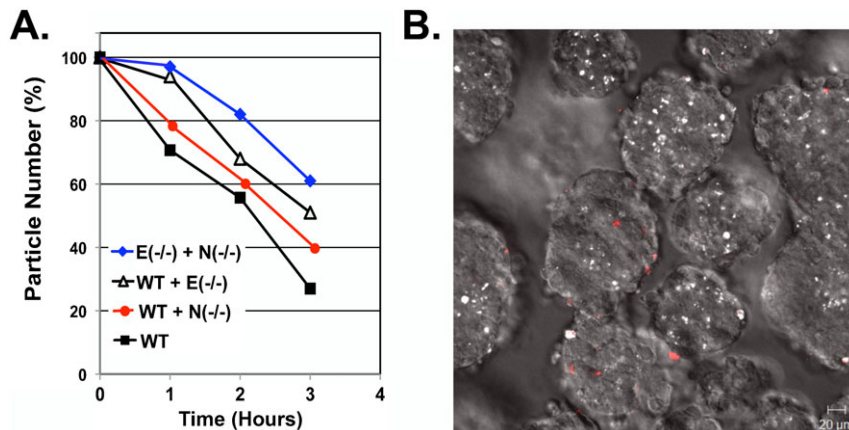 A.
B.
Particle Number (%)
100
80
60
40
20
0
E(-/-) + N(-/-)
WT + E(-/-)
WT + N(-/-)
WT
0 1 2 3 4
Time (Hours)
20 µm